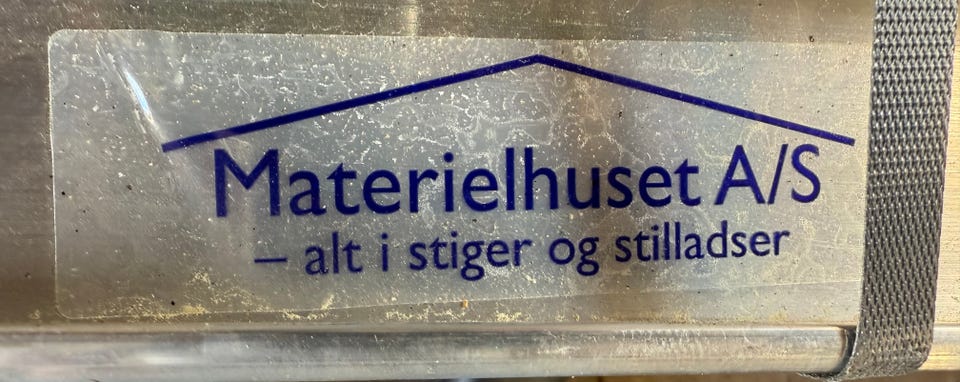 Materielhuset A/S
– alt i stiger og stilladser